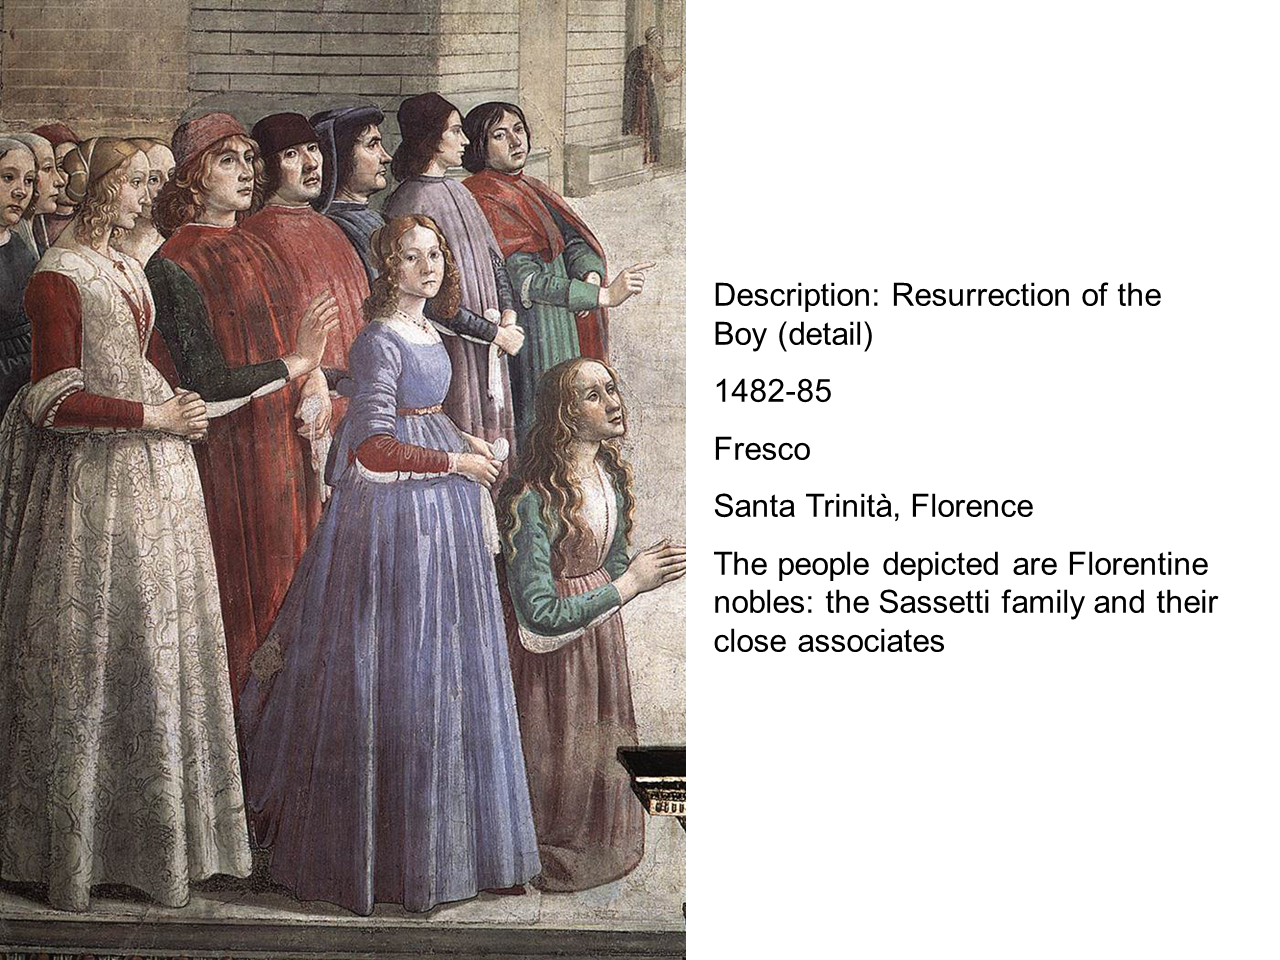 Description: Resurrection of the
Boy (detail)
1482-85
Fresco
Santa Trinità, Florence
The people depicted are Florentine
nobles: the Sassetti family and their
close associates